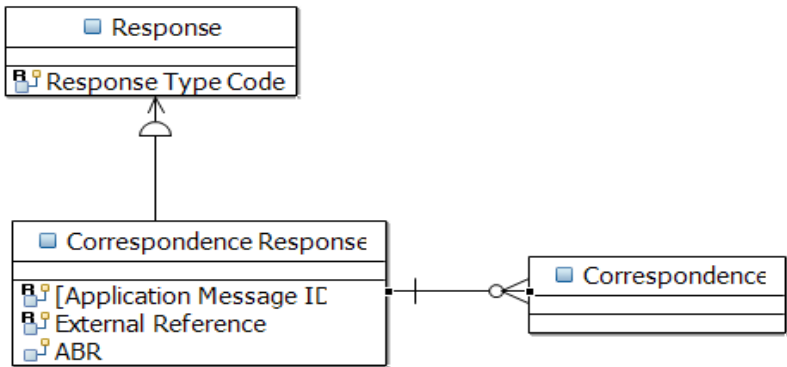 Response
Response Type Code
Correspondence Response
[Application Message ID
External Reference
ABR
Correspondence